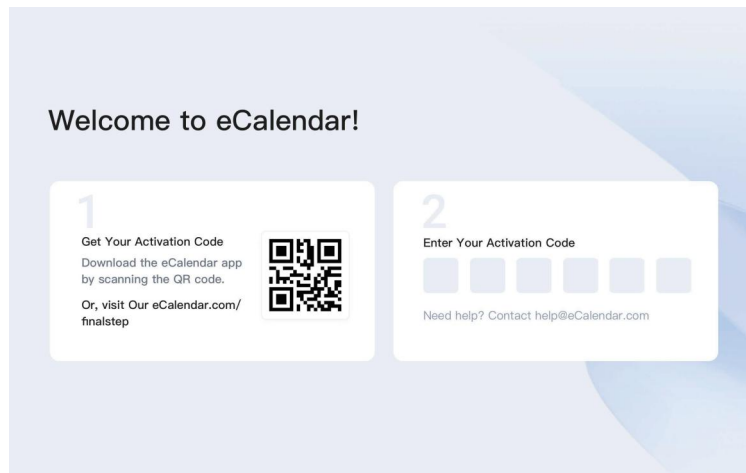 Welcome to eCalendar!
1
Get Your Activation Code
Download the eCalendar app
by scanning the QR code.
Or, visit Our eCalendar.com/
finalstep
2
Enter Your Activation Code
Need help? Contact help@eCalendar.com